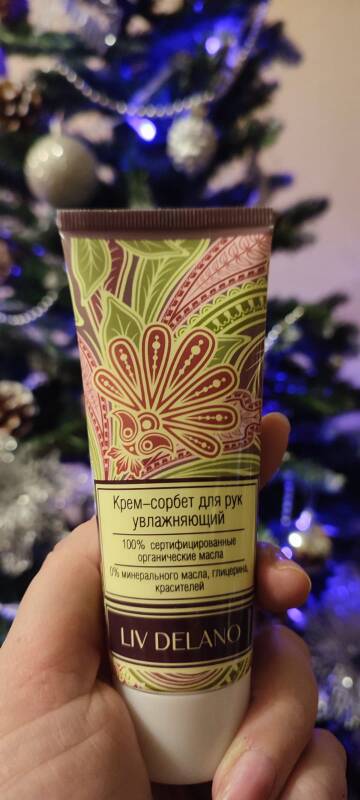 Крем-сорбет для рук
увлажняющий
100% сертифицированные
органические масла
0% минерального масла, глицерина,
красителей
LIV DELANO